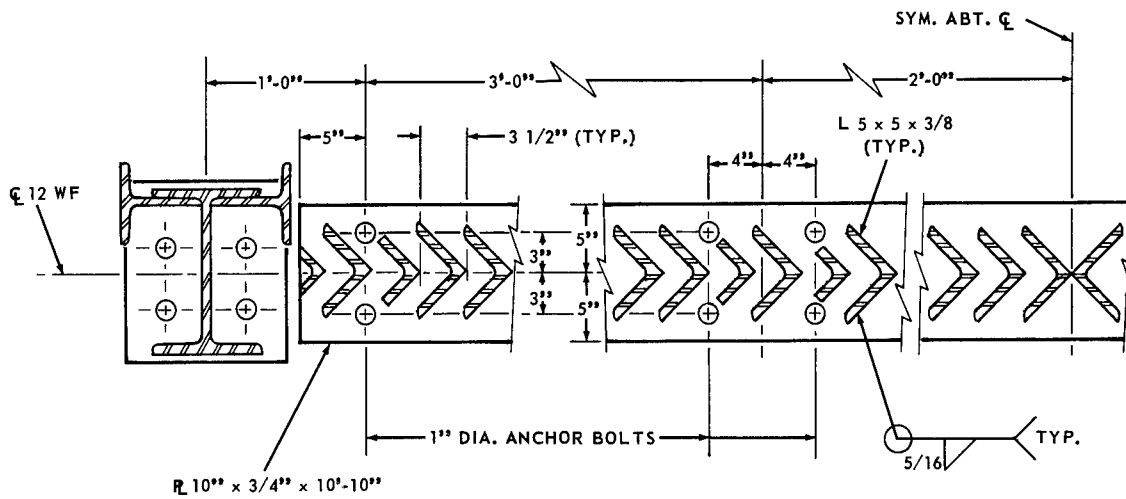 SYM. ABT. ℄
1'-0"
3'-0"
2'-0"
5"
3 1/2" (TYP.)
L 5 x 5 x 3/8
(TYP.)
4"
4"
℄ 12 WF
3"
3"
5"
5"
1" DIA. ANCHOR BOLTS
5/16
TYP.
℄ 10" x 3/4" x 10'-10"